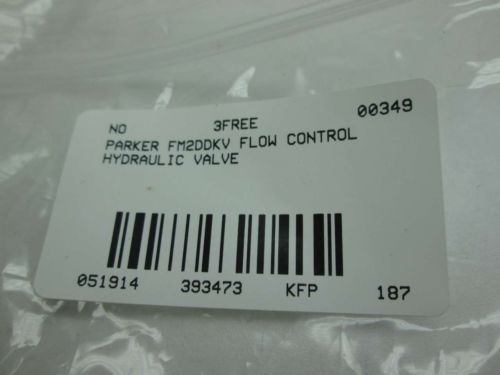 NO 3FREE 00349
PARKER FM2DDKV FLOW CONTROL
HYDRAULIC VALVE
051914 393473 KFP 187